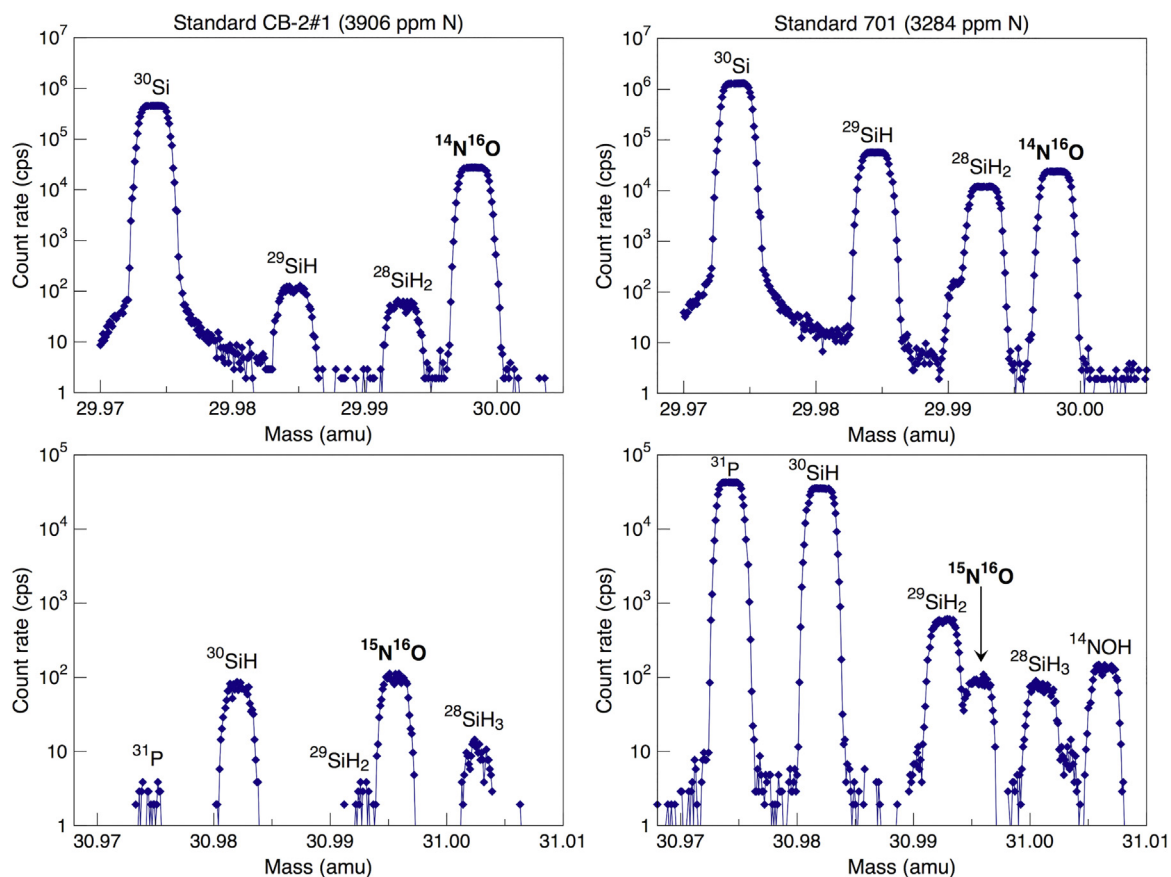 Standard CB-2#1 (3906 ppm N)
10⁷
10⁶
10⁵
10⁴
10³
10²
10
1
Count rate (cps)
³⁰Si
²⁹SiH
²⁸SiH₂
¹⁴N¹⁶O
29.97
29.98
29.99
30.00
Mass (amu)
Standard 701 (3284 ppm N)
10⁷
10⁶
10⁵
10⁴
10³
10²
10
1
Count rate (cps)
³⁰Si
²⁹SiH
²⁸SiH₂
¹⁴N¹⁶O
29.97
29.98
29.99
30.00
Mass (amu)
10⁵
10⁴
10³
10²
10
1
Count rate (cps)
³¹P
³⁰SiH
²⁹SiH₂
¹⁵N¹⁶O
²⁸SiH₃
30.97
30.98
30.99
31.00
31.01
Mass (amu)
10⁵
10⁴
10³
10²
10
1
Count rate (cps)
³¹P
³⁰SiH
²⁹SiH₂
¹⁵N¹⁶O
²⁸SiH₃
¹⁴NOH
30.97
30.98
30.99
31.00
31.01
Mass (amu)